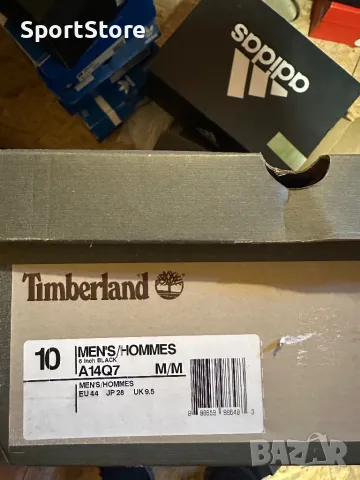 SportStore
adidas
Timberland
10
MEN'S/HOMMES
6 Inch BLACK
A14Q7 M/M
MEN'S/HOMMES
EU 44 JP 28 UK 9.5
BAZAR